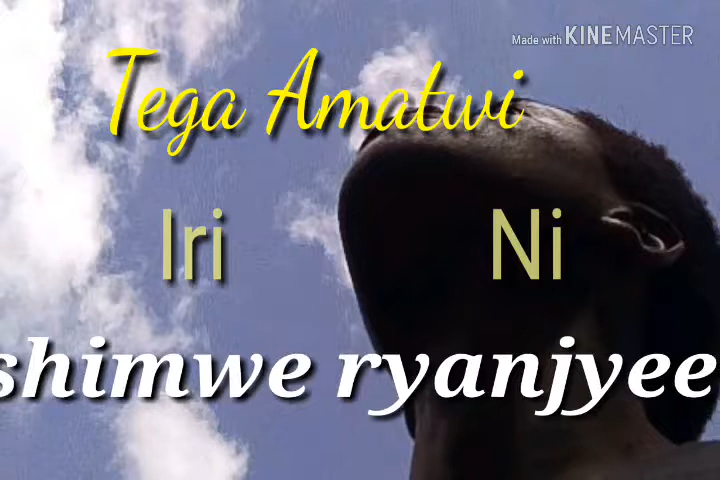 Made with KINEMASTER
Tega Amatwi
Iri Ni
shimwe ryanjyee